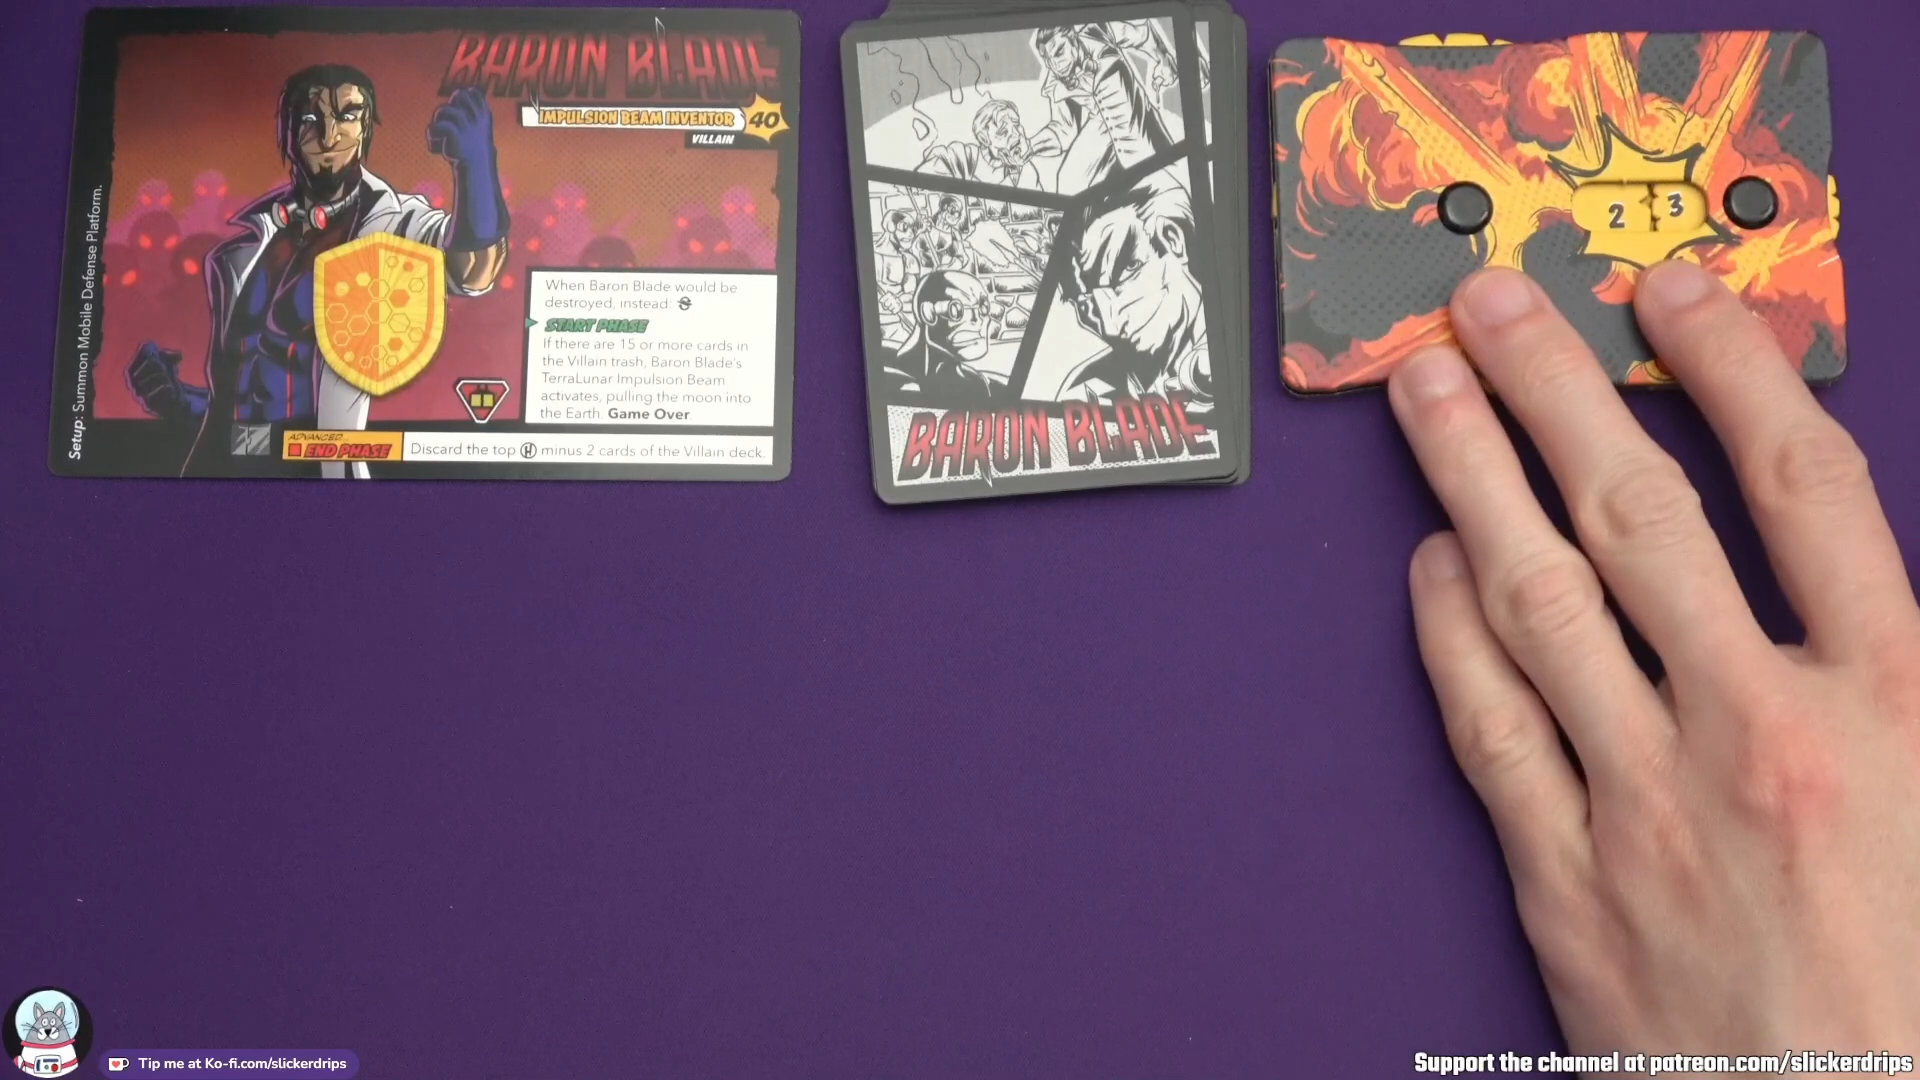 BARON BLADE
IMPULSION BEAM INVENTOR 40
VILLAIN
Setup: Summon Mobile Defense Platform.
When Baron Blade would be
destroyed, instead:
START PHASE
If there are 15 or more cards in
the Villain trash, Baron Blade's
TerraLunar Impulsion Beam
activates, pulling the moon into
the Earth. Game Over.
ADVANCED...
END PHASE
Discard the top H minus 2 cards of the Villain deck.
BARON BLADE
2 3
Tip me at Ko-fi.com/slickerdrips
Support the channel at patreon.com/slickerdrips